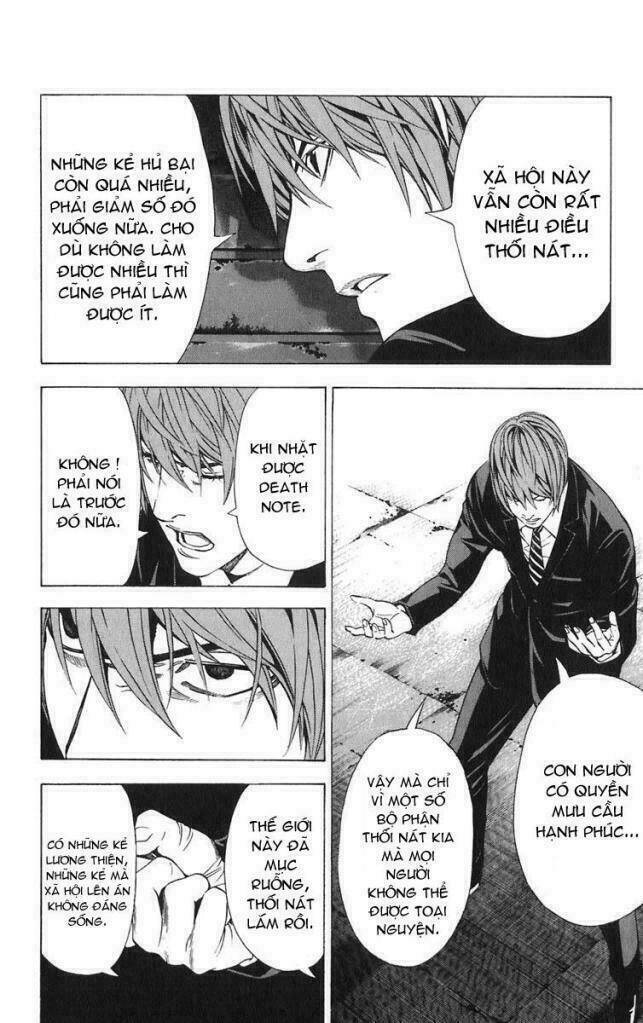 XÃ HỘI NÀY
VẪN CÒN RẤT
NHIỀU ĐIỀU
THỐI NÁT...
NHỮNG KẺ HỦ BẠI
CÒN QUÁ NHIỀU,
PHẢI GIẢM SỐ ĐÓ
XUỐNG NỮA. CHO
DÙ KHÔNG LÀM
ĐƯỢC NHIỀU THÌ
CŨNG PHẢI LÀM
ĐƯỢC ÍT.
CON NGƯỜI
CÓ QUYỀN
MƯU CẦU
HẠNH PHÚC...
VẬY MÀ CHỈ
VÌ MỘT SỐ
BỘ PHẬN
THỐI NÁT KIA
MÀ MỌI
NGƯỜI
KHÔNG THỂ
ĐƯỢC TOẠI
NGUYỆN.
KHI NHẶT
ĐƯỢC
DEATH
NOTE.
KHÔNG !
PHẢI NÓI
LÀ TRƯỚC
ĐÓ NỮA.
THẾ GIỚI
NÀY ĐÃ
MỤC
RUỖNG,
THỐI NÁT
LẮM RỒI.
CÓ NHỮNG KẺ
LƯƠNG THIỆN,
NHỮNG KẺ MÀ
XÃ HỘI LÊN ÁN
KHÔNG ĐÁNG
SỐNG.